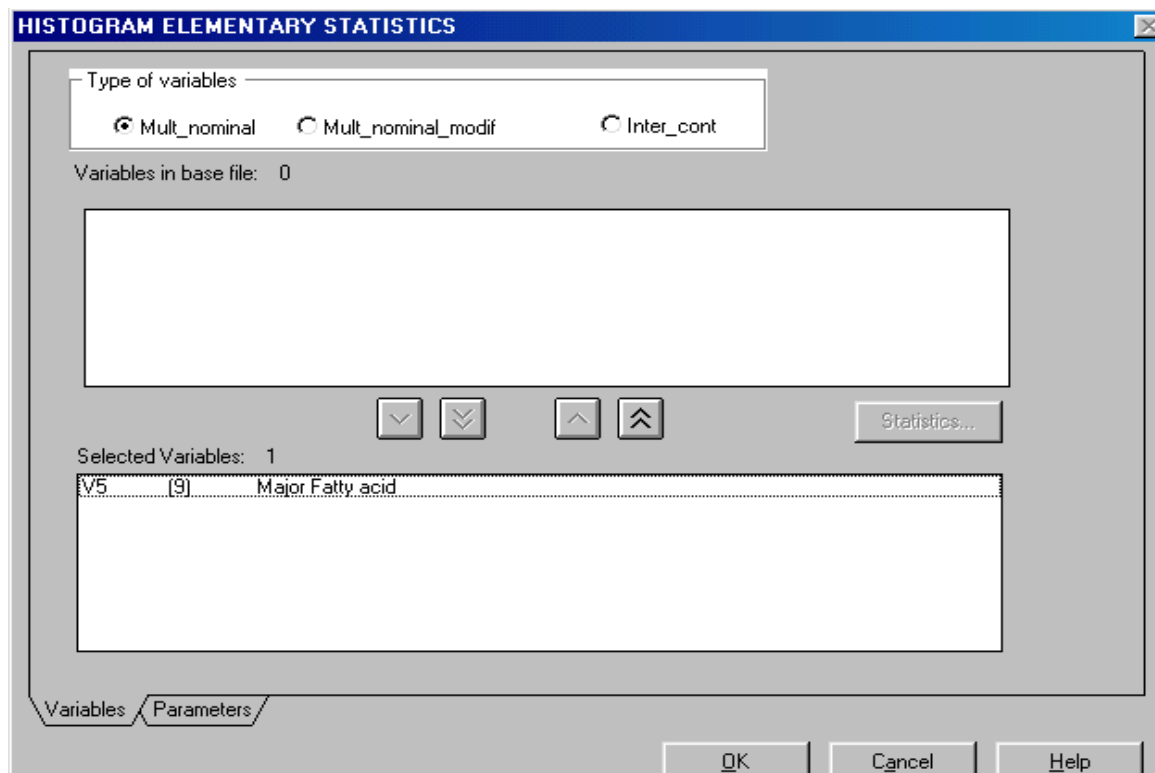 HISTOGRAM ELEMENTARY STATISTICS
Type of variables
Mult_nominal Mult_nominal_modif Inter_cont
Variables in base file: 0
Statistics...
Selected Variables: 1
V5 (9) Major Fatty acid
Variables Parameters
OK Cancel Help